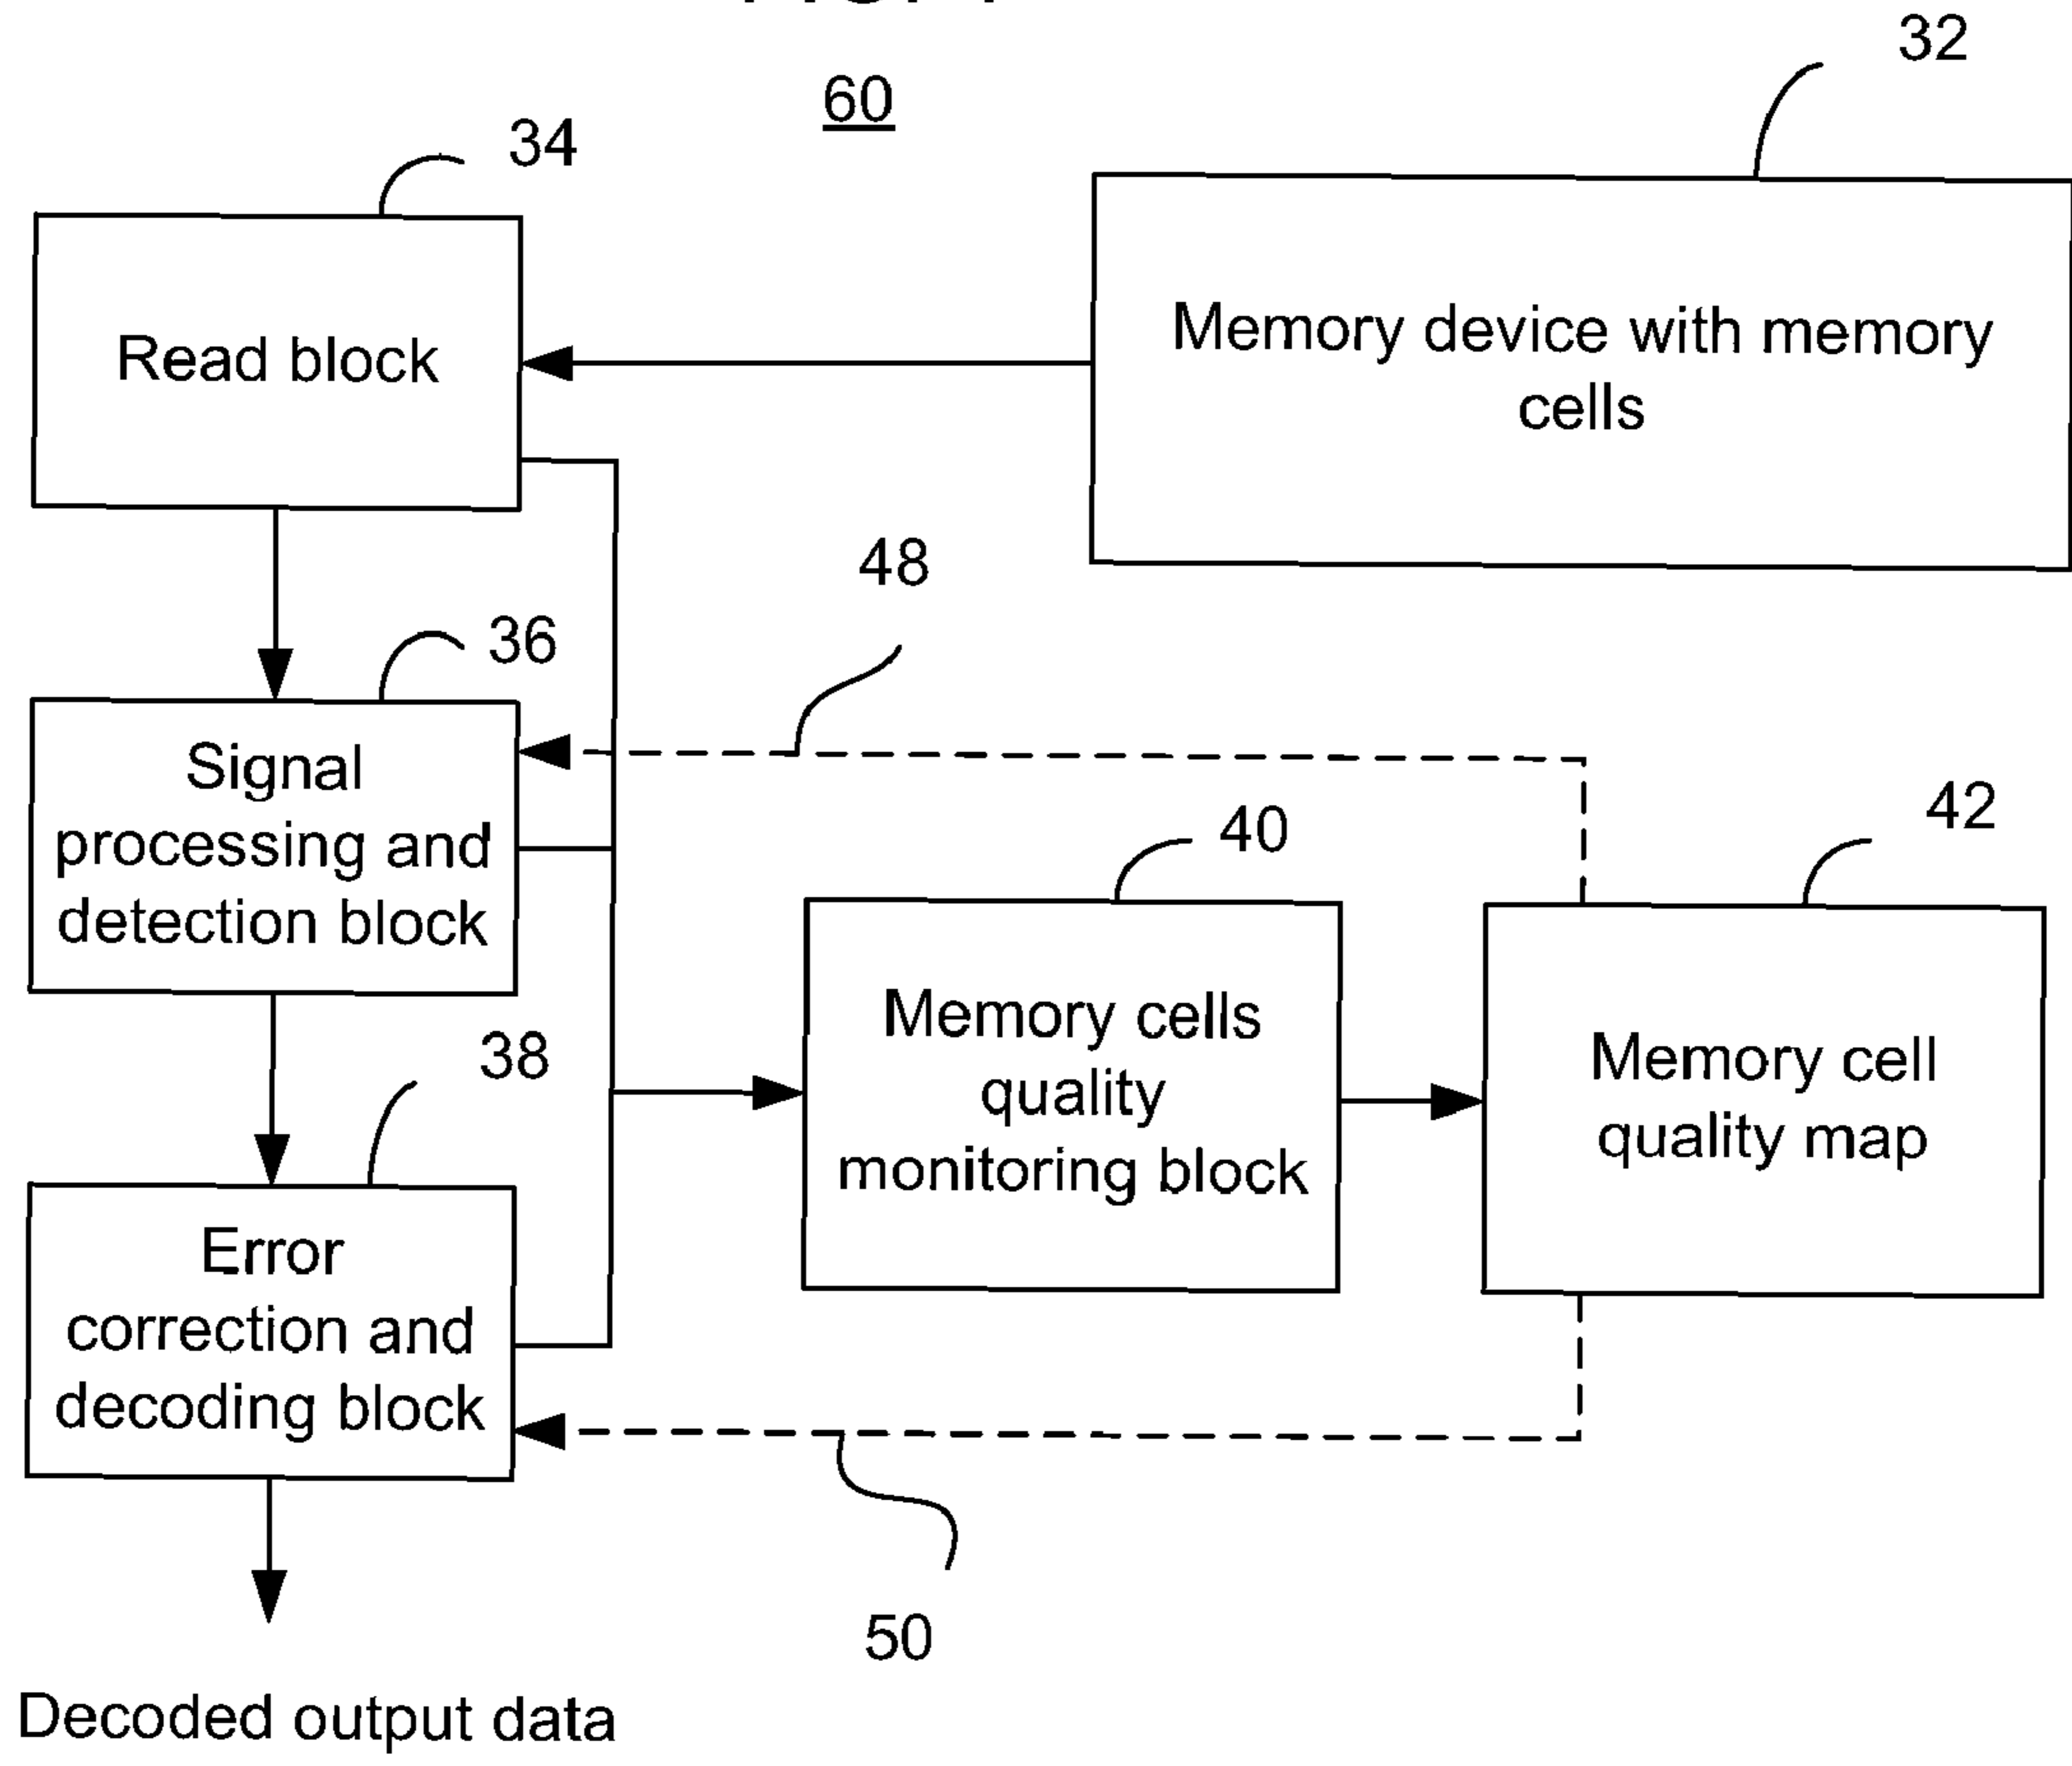 60
32
34
Read block
Memory device with memory
cells
48
36
Signal
processing and
detection block
40
42
Memory cells
quality
monitoring block
Memory cell
quality map
38
Error
correction and
decoding block
50
Decoded output data